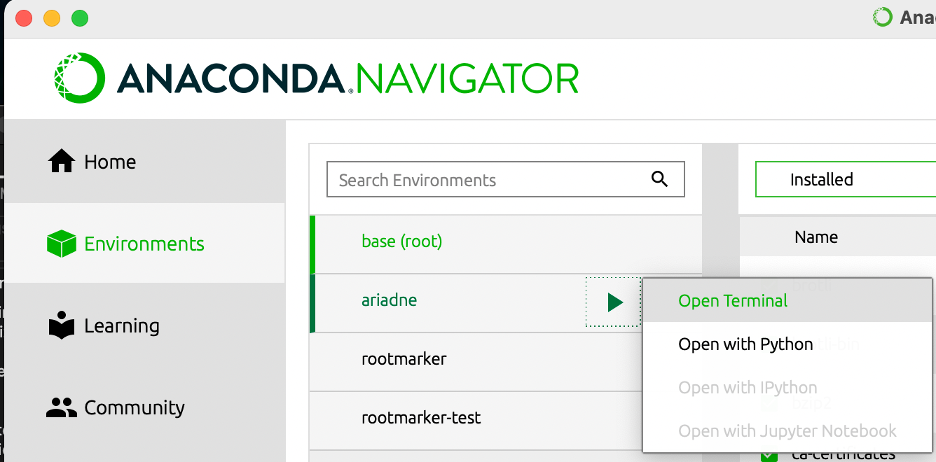 Ana
ANACONDA.NAVIGATOR
Home
Environments
Learning
Community
Search Environments
base (root)
ariadne
rootmarker
rootmarker-test
Installed
Name
Open Terminal
Open with Python
Open with IPython
Open with Jupyter Notebook
ca-certificates